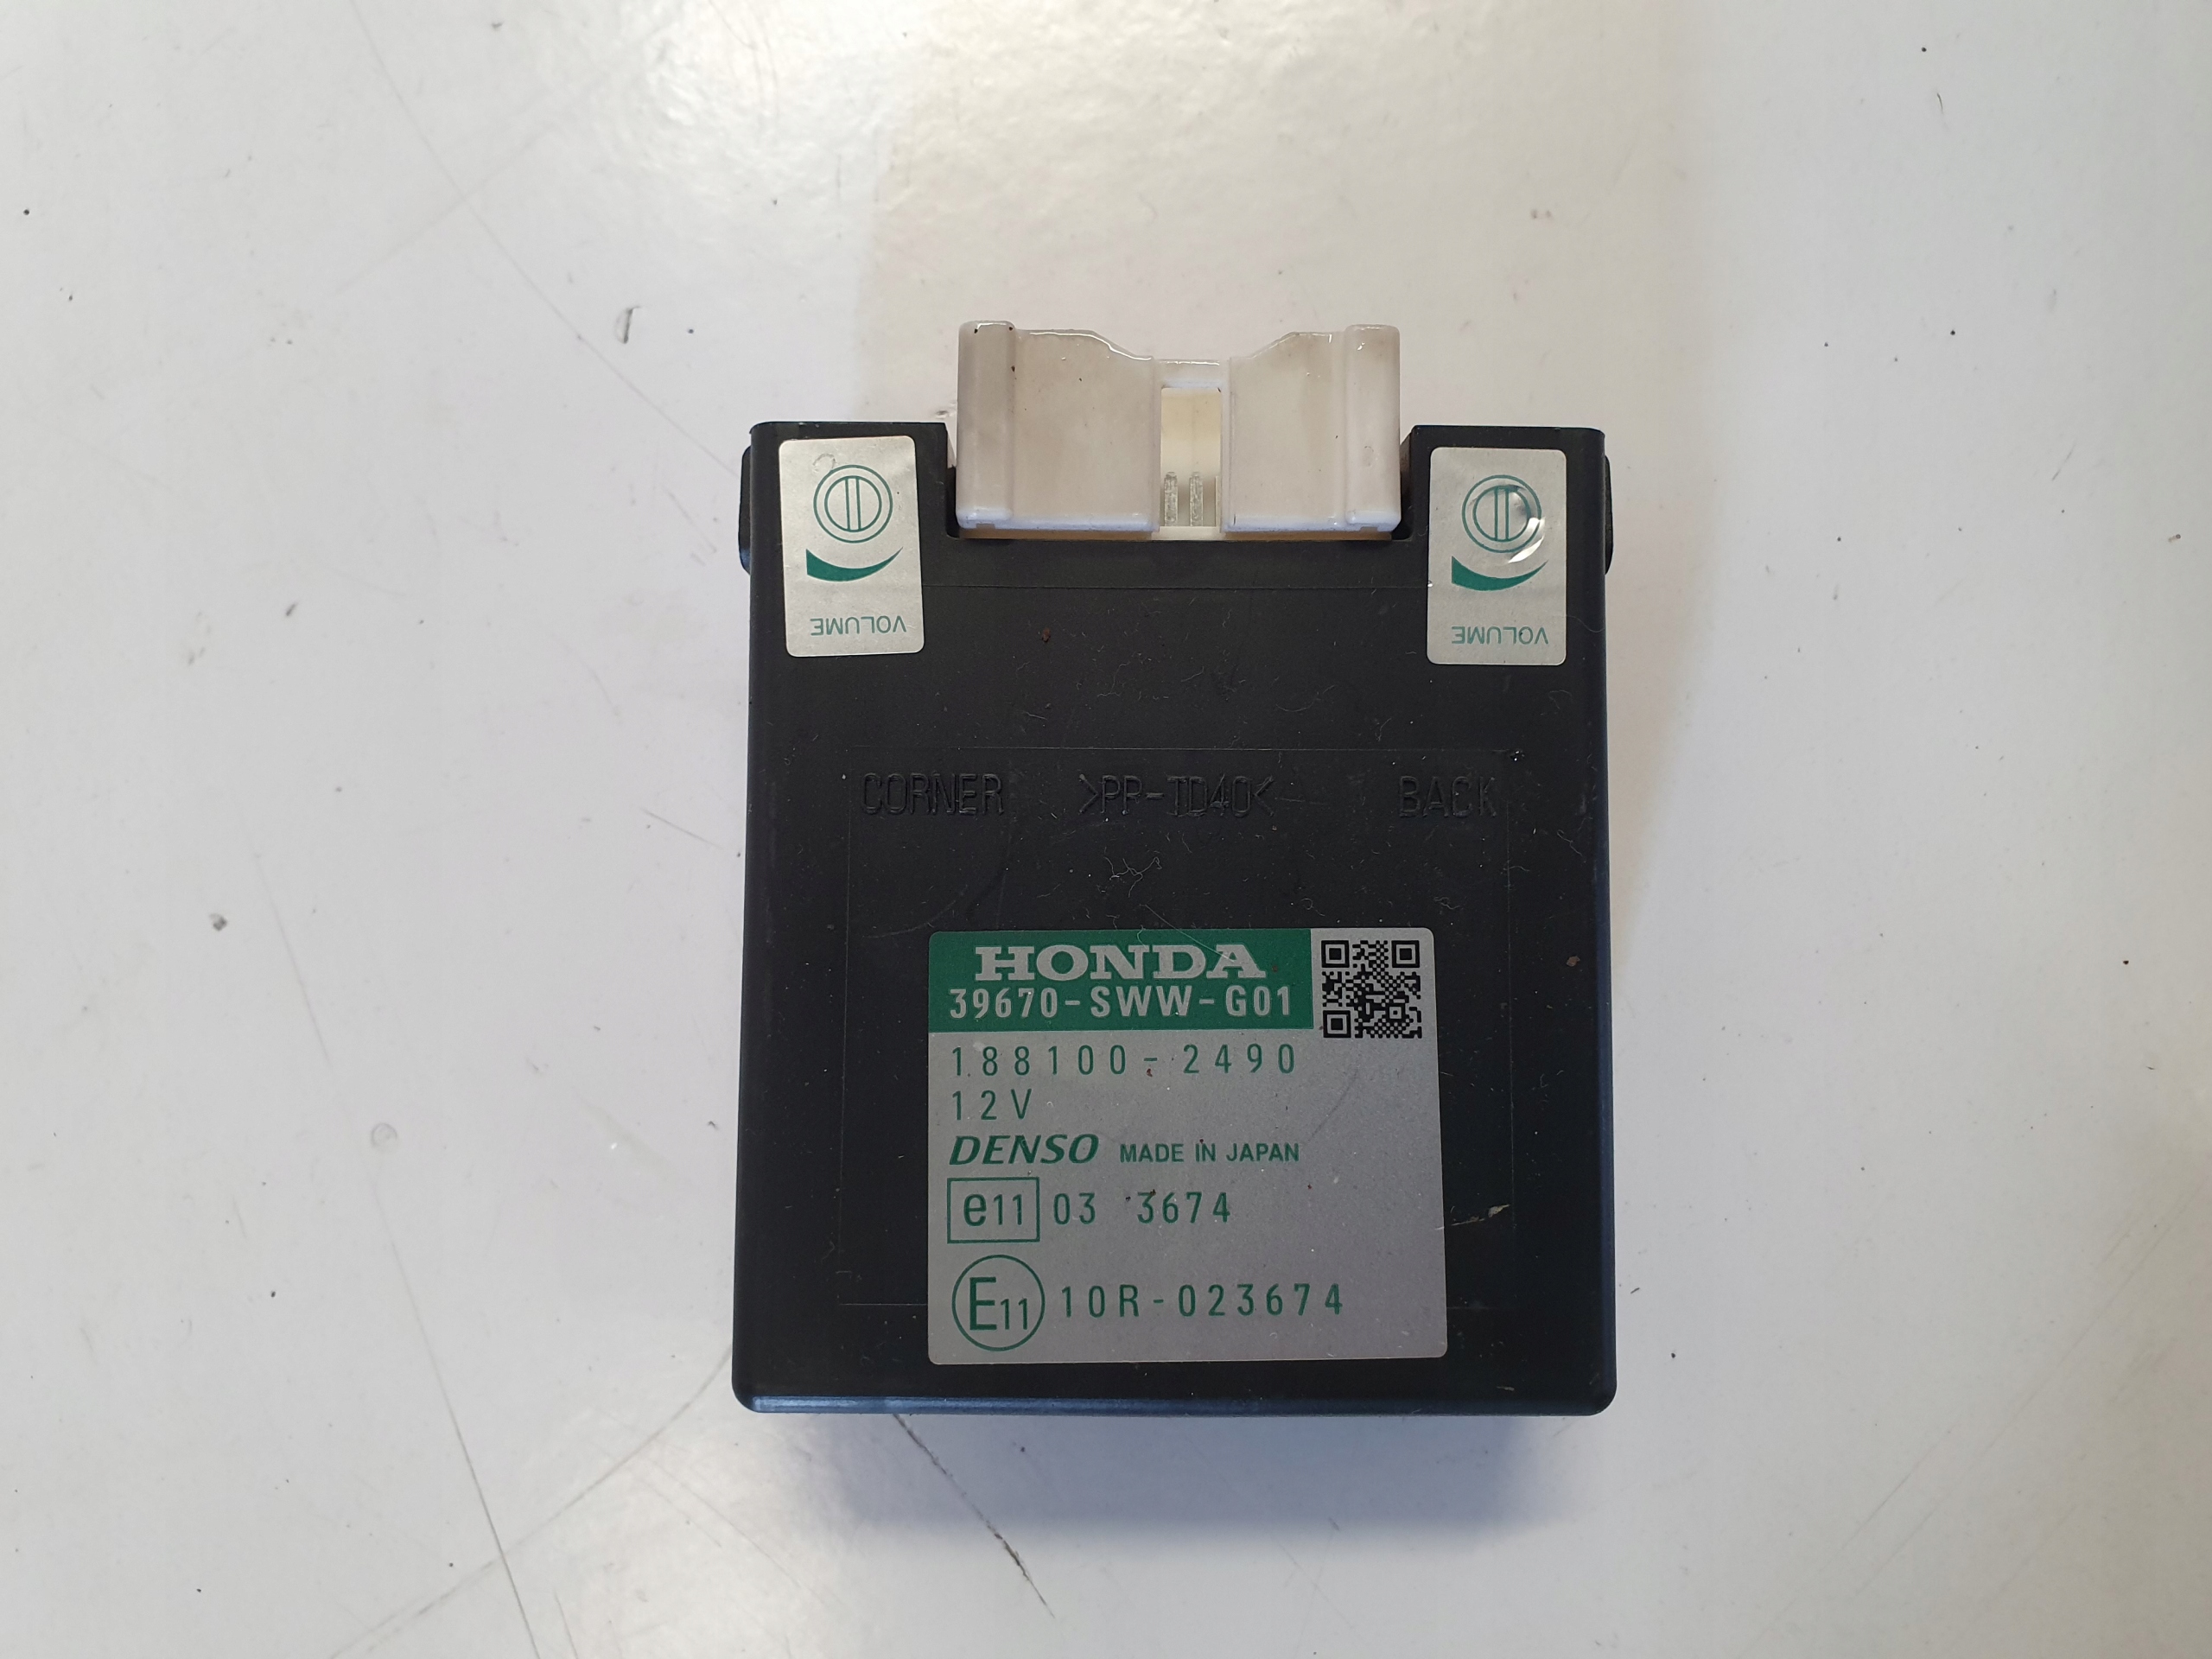 VOLUME
VOLUME
CORNER >PP-TD40< BACK
HONDA
39670-SWW-G01
188100-2490
12V
DENSO MADE IN JAPAN
e11 03 3674
E11 10R-023674